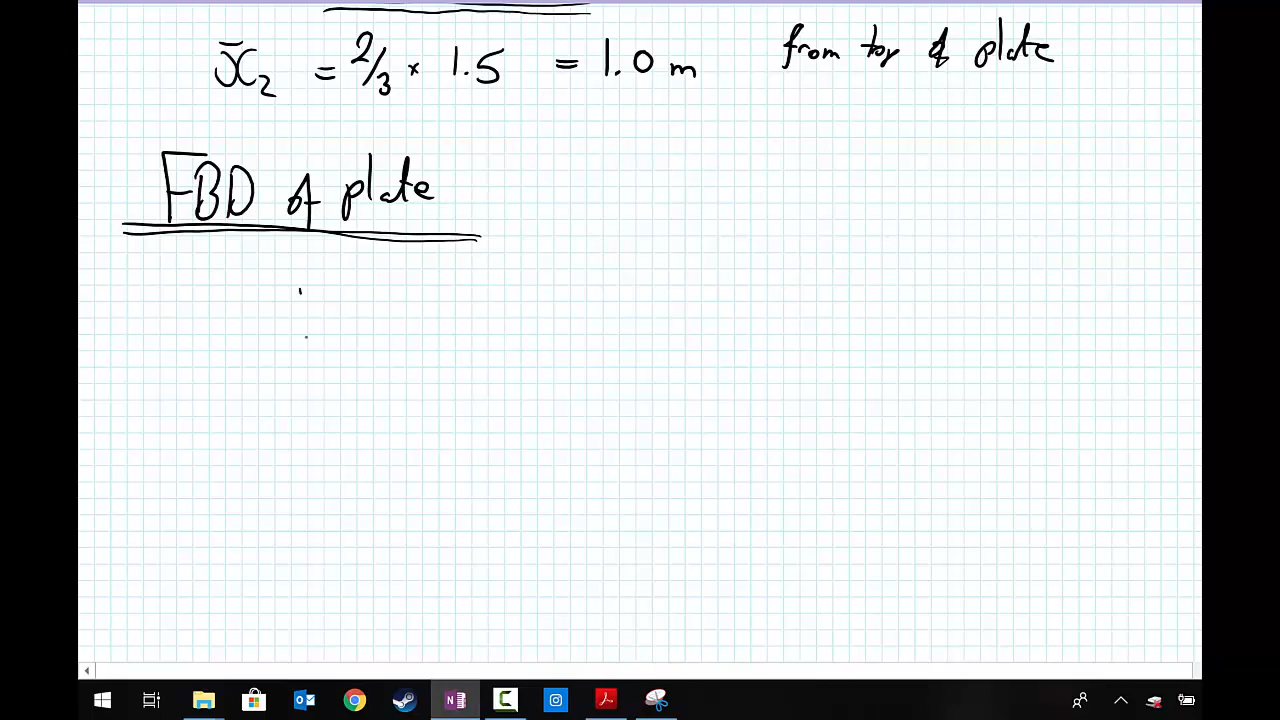 x̄₂ = 2/3 × 1.5 = 1.0 m from top of plate
FBD of plate